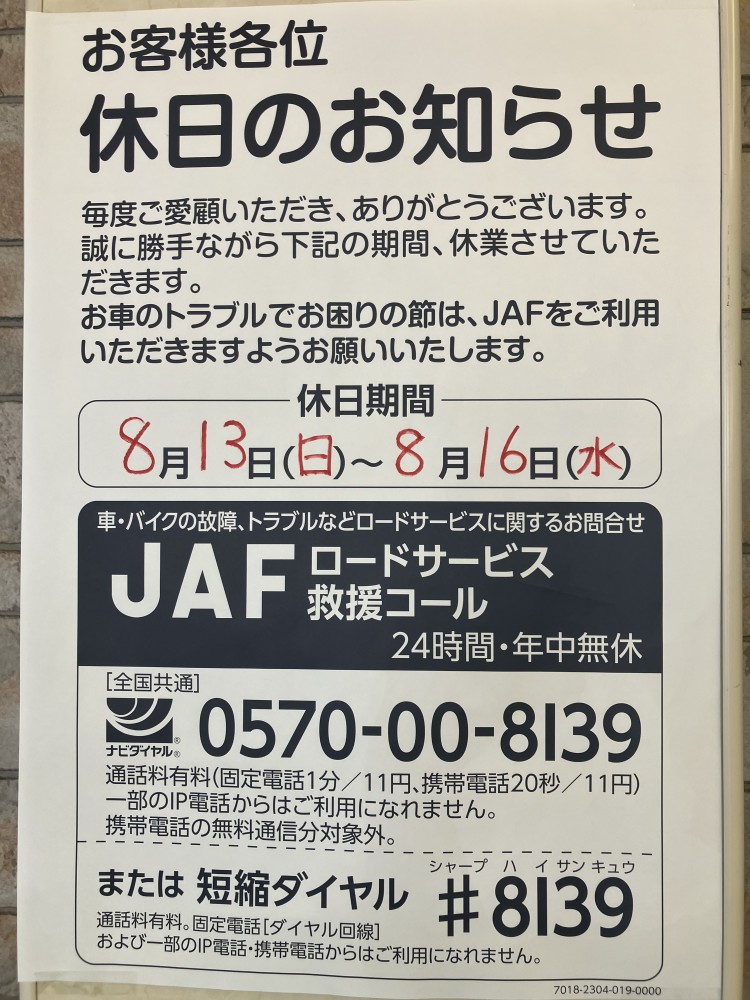 お客様各位
休日のお知らせ
毎度ご愛顧いただき、ありがとうございます。
誠に勝手ながら下記の期間、休業させていた
だきます。
お車のトラブルでお困りの節は、JAFをご利用
いただきますようお願いいたします。
休日期間
8月13日(日)～8月16日(水)
車・バイクの故障、トラブルなどロードサービスに関するお問合せ
JAF ロードサービス
救援コール
24時間・年中無休
[全国共通]
ナビダイヤル® 0570-00-8139
通話料有料(固定電話1分／11円、携帯電話20秒／11円)
一部のIP電話からはご利用になれません。
携帯電話の無料通信分対象外。
シャープ ハ イ サン キュウ
または 短縮ダイヤル #8139
通話料有料。固定電話[ダイヤル回線]
および一部のIP電話・携帯電話からはご利用になれません。
7018-2304-019-0000